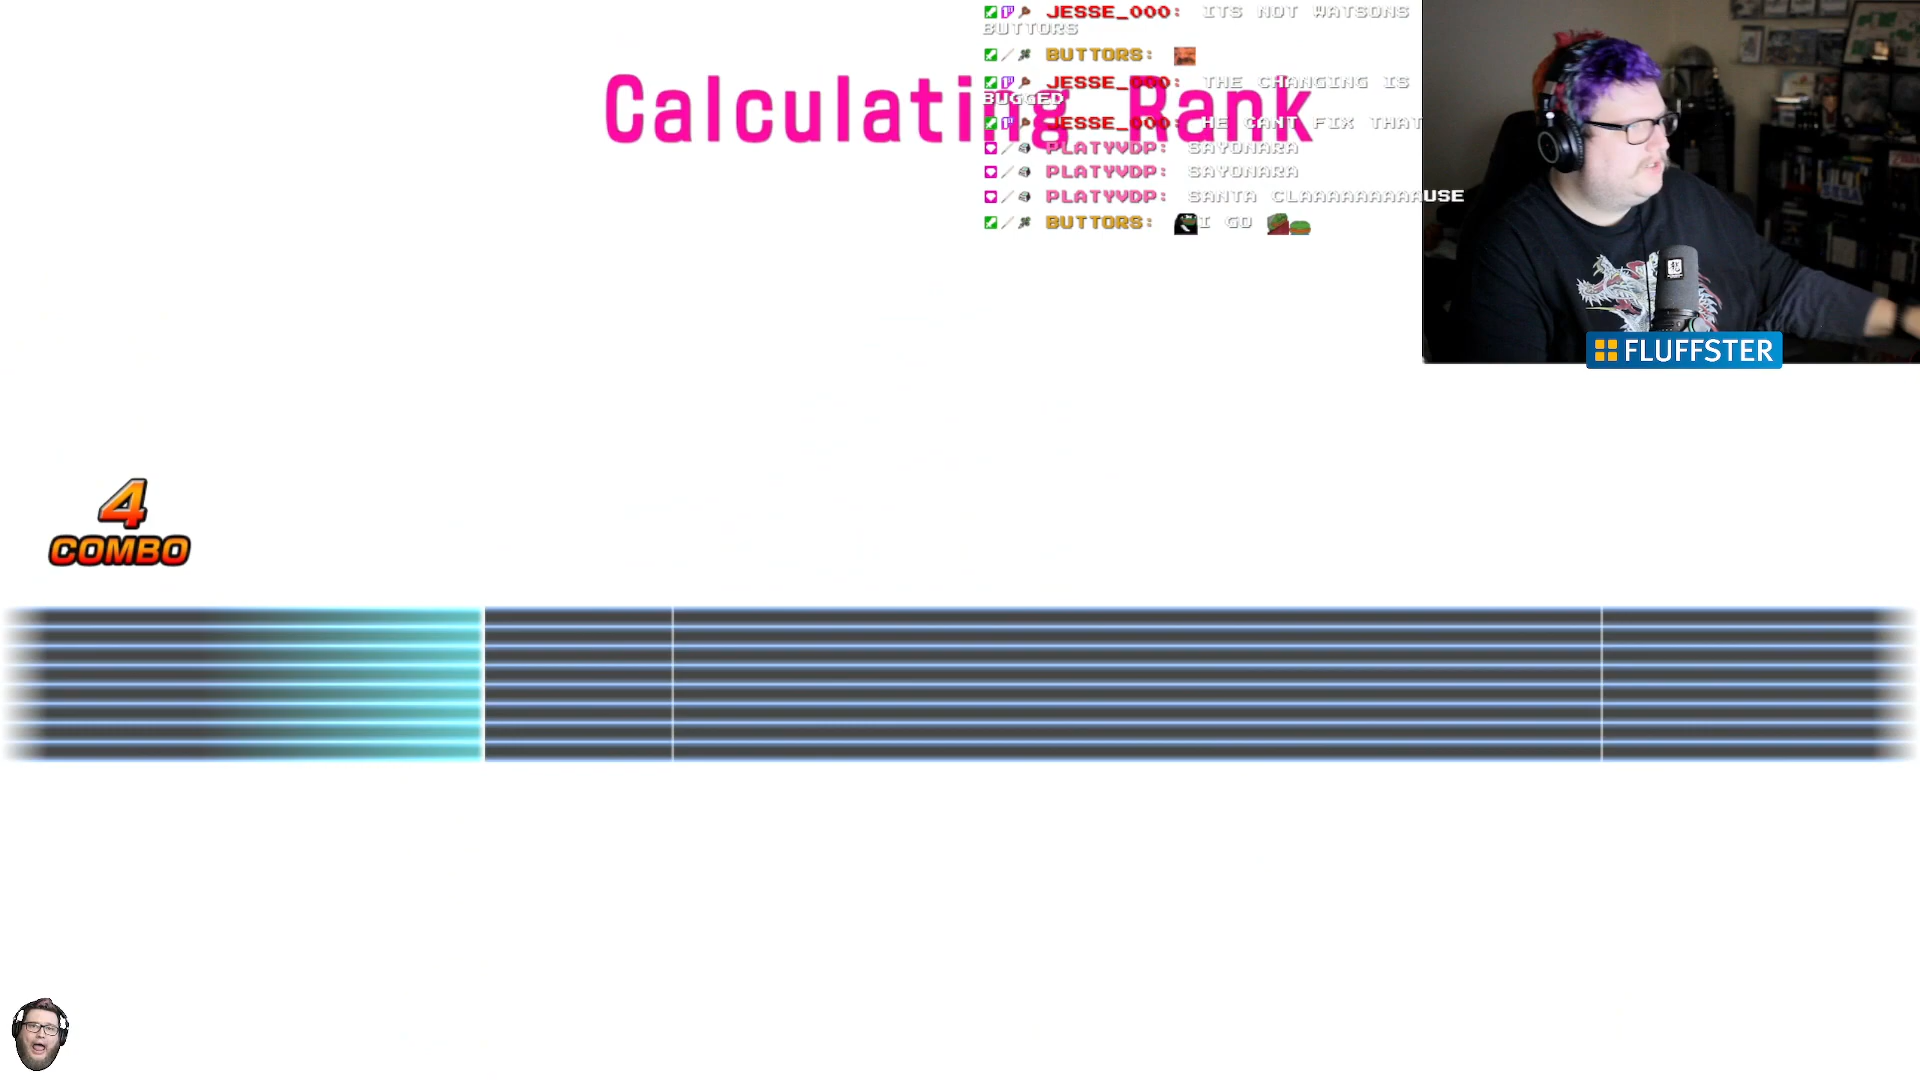 JESSE_000: ITS NOT WATSONS
BUTTORS
BUTTORS:
Calculating Rank
JESSE_000: THE CHANGING IS
BUGGED
JESSE_000: HE CANT FIX THAT
PLATYVDP: SAYONARA
PLATYVDP: SAYONARA
PLATYVDP: SANTA CLAAAAAAAAAUSE
BUTTORS: I GO
FLUFFSTER
4
COMBO